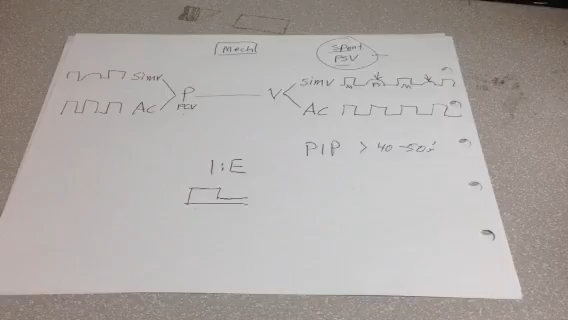 Mech
Spont
PSV
SIMV
P
PCV
AC
V
SIMV
AC
PIP > 40-50's
I:E